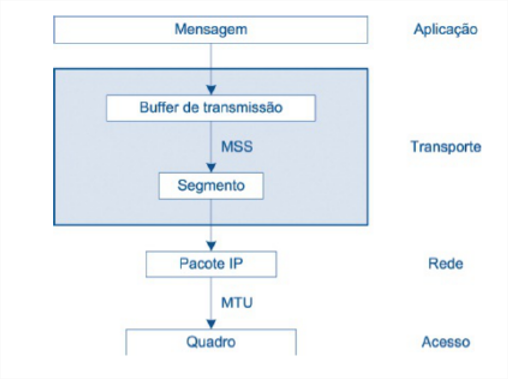 Mensagem Aplicação
Buffer de transmissão
MSS Transporte
Segmento
Pacote IP Rede
MTU
Quadro Acesso